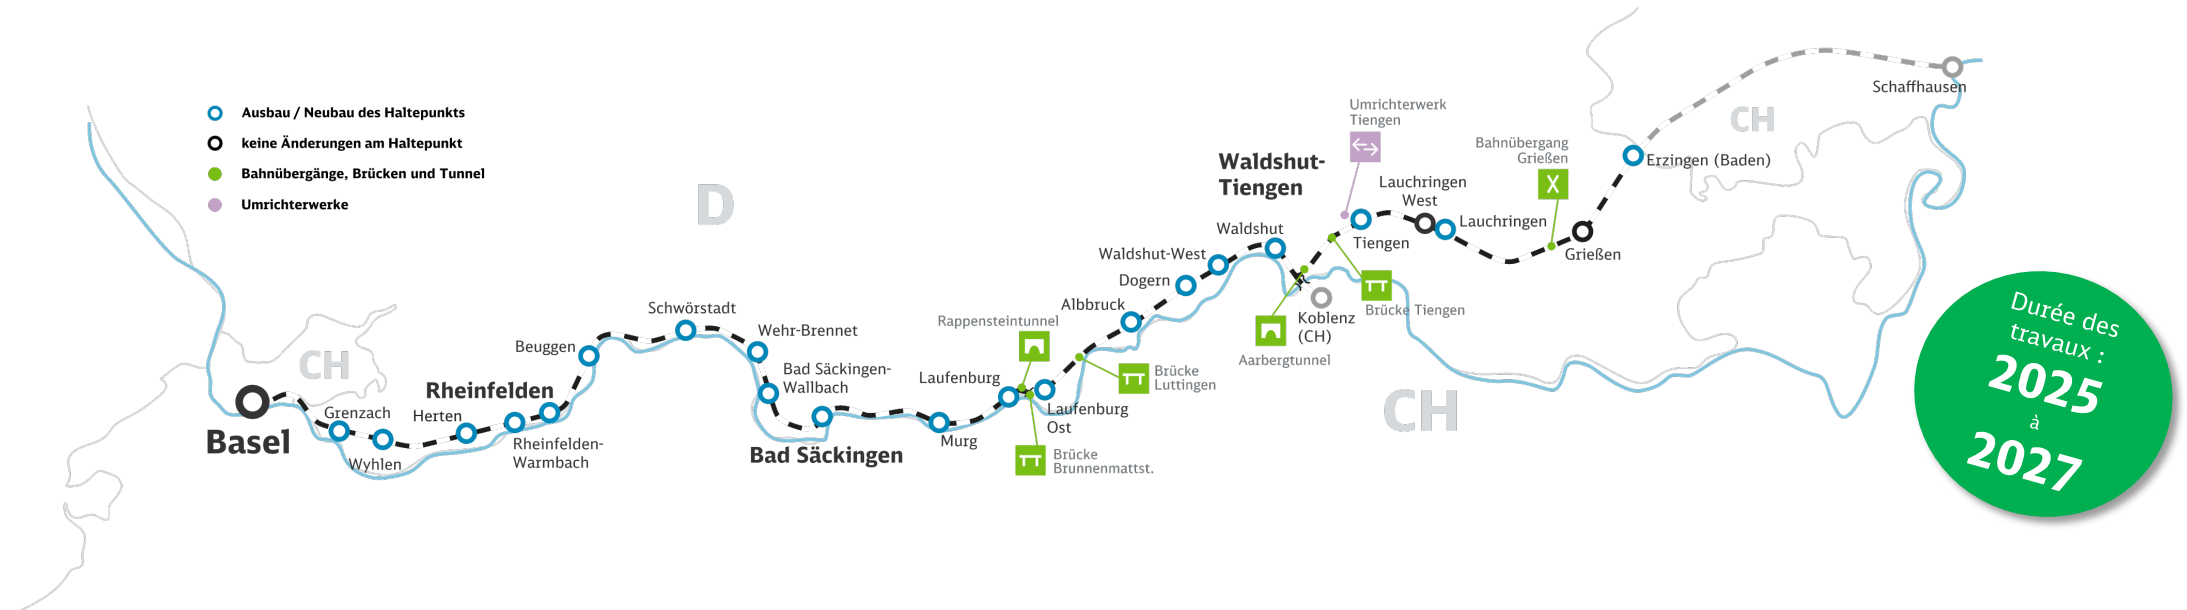 Ausbau / Neubau des Haltepunkts
keine Änderungen am Haltepunkt
Bahnübergänge, Brücken und Tunnel
Umrichterwerke
D
CH
CH
CH
Basel
Grenzach
Wyhlen
Herten
Rheinfelden
Rheinfelden-
Warmbach
Beuggen
Schwörstadt
Wehr-Brennet
Bad Säckingen-
Wallbach
Bad Säckingen
Murg
Laufenburg
Rappensteintunnel
Laufenburg
Ost
Brücke
Brunnenmattst.
Brücke
Luttingen
Albbruck
Dogern
Waldshut-West
Waldshut
Waldshut-
Tiengen
Aarbergtunnel
Koblenz
(CH)
Brücke Tiengen
Umrichterwerk
Tiengen
Tiengen
Lauchringen
West
Lauchringen
Bahnübergang
Grießen
Grießen
Erzingen (Baden)
Schaffhausen
Durée des
travaux :
2025
à
2027